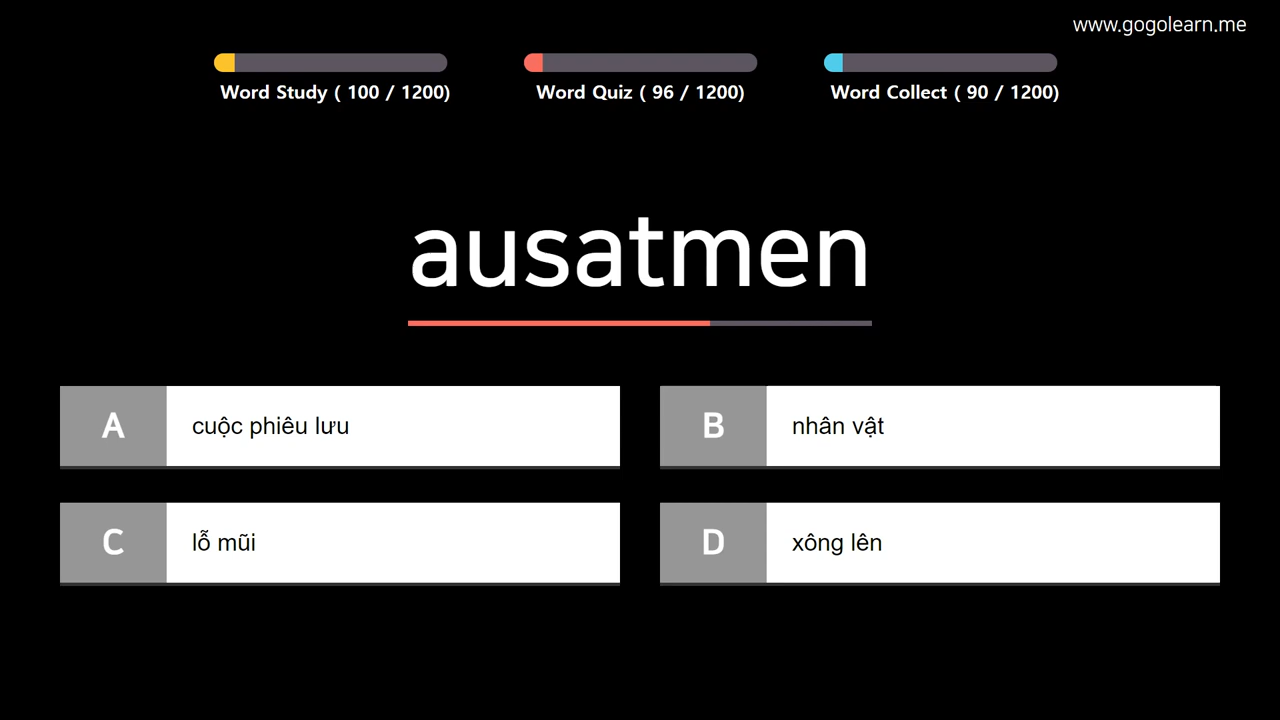 www.gogolearn.me
Word Study ( 100 / 1200)
Word Quiz ( 96 / 1200)
Word Collect ( 90 / 1200)
ausatmen
A
cuộc phiêu lưu
B
nhân vật
C
lỗ mũi
D
xông lên